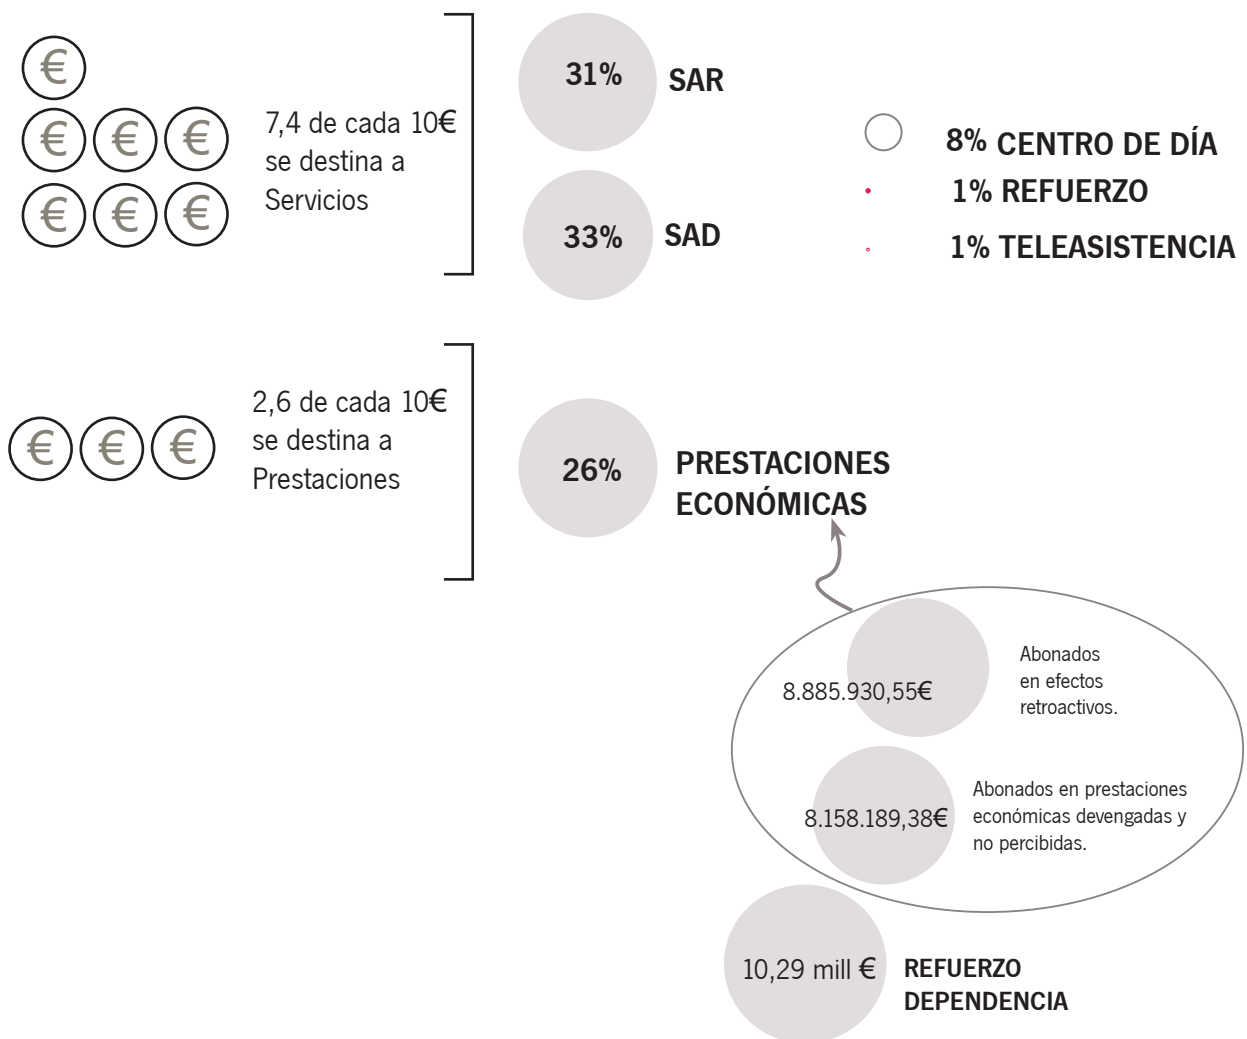 €
€ € €
€ € €
7,4 de cada 10€
se destina a
Servicios
31% SAR
33% SAD
8% CENTRO DE DÍA
1% REFUERZO
1% TELEASISTENCIA
€ € €
2,6 de cada 10€
se destina a
Prestaciones
26%
PRESTACIONES
ECONÓMICAS
8.885.930,55€
Abonados
en efectos
retroactivos.
8.158.189,38€
Abonados en prestaciones
económicas devengadas y
no percibidas.
10,29 mill €
REFUERZO
DEPENDENCIA